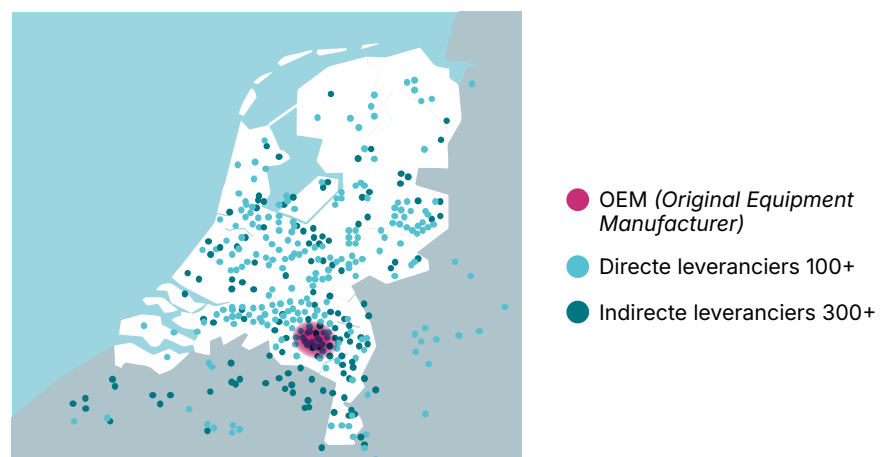 OEM (Original Equipment
Manufacturer)
Directe leveranciers 100+
Indirecte leveranciers 300+